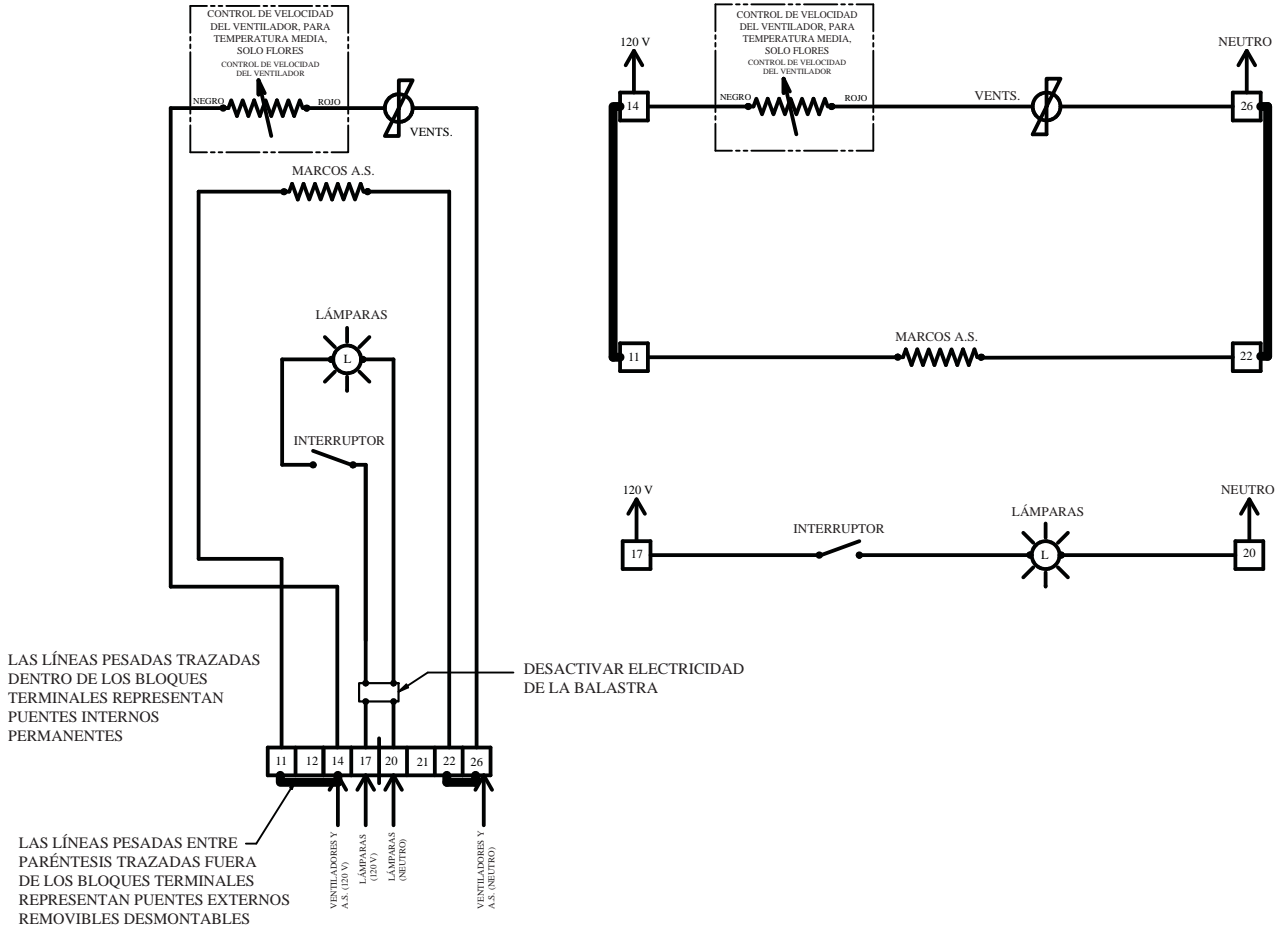 CONTROL DE VELOCIDAD
DEL VENTILADOR, PARA
TEMPERATURA MEDIA,
SOLO FLORES
CONTROL DE VELOCIDAD
DEL VENTILADOR
NEGRO
ROJO
VENTS.
MARCOS A.S.
LÁMPARAS
L
INTERRUPTOR
LAS LÍNEAS PESADAS TRAZADAS
DENTRO DE LOS BLOQUES
TERMINALES REPRESENTAN
PUENTES INTERNOS
PERMANENTES
DESACTIVAR ELECTRICIDAD
DE LA BALASTRA
11 12 14 17 20 21 22 26
VENTILADORES Y
A.S. (120 V)
LÁMPARAS
(120 V)
LÁMPARAS
(NEUTRO)
VENTILADORES Y
A.S. (NEUTRO)
LAS LÍNEAS PESADAS ENTRE
PARÉNTESIS TRAZADAS FUERA
DE LOS BLOQUES TERMINALES
REPRESENTAN PUENTES EXTERNOS
REMOVIBLES DESMONTABLES
120 V
CONTROL DE VELOCIDAD
DEL VENTILADOR, PARA
TEMPERATURA MEDIA,
SOLO FLORES
CONTROL DE VELOCIDAD
DEL VENTILADOR
NEUTRO
14
NEGRO
ROJO
VENTS.
26
MARCOS A.S.
11
22
120 V
NEUTRO
INTERRUPTOR
LÁMPARAS
17
L
20